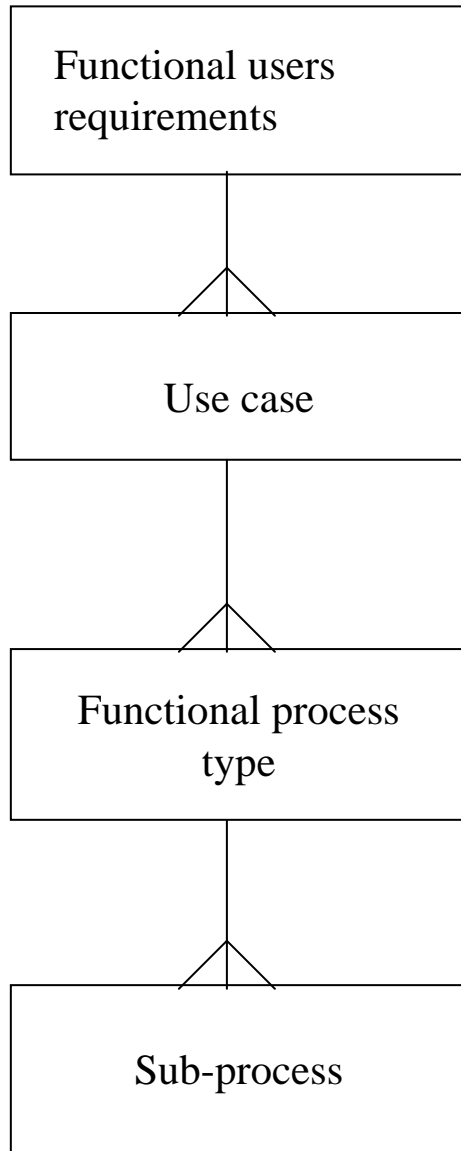 Functional users
requirements
Use case
Functional process
type
Sub-process